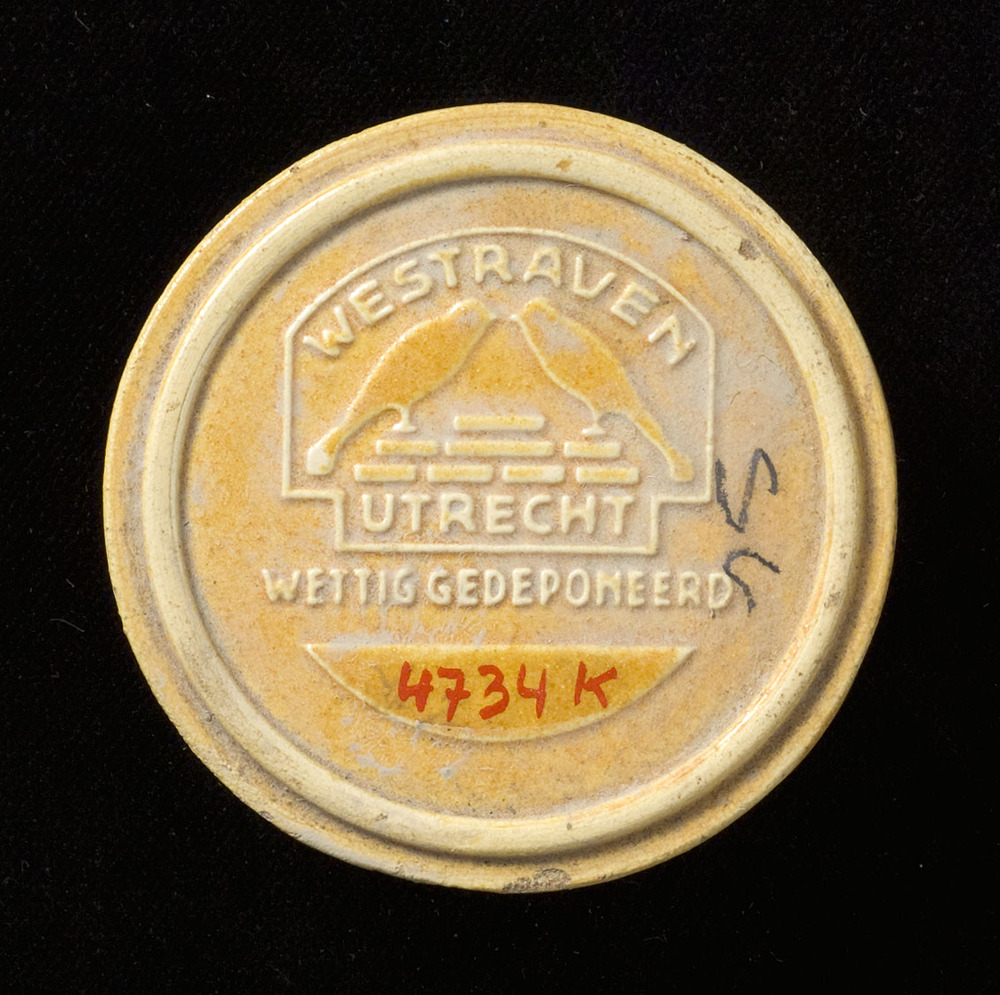 WESTRAVEN
UTRECHT
WETTIG GEDEPONEERD
4734 K